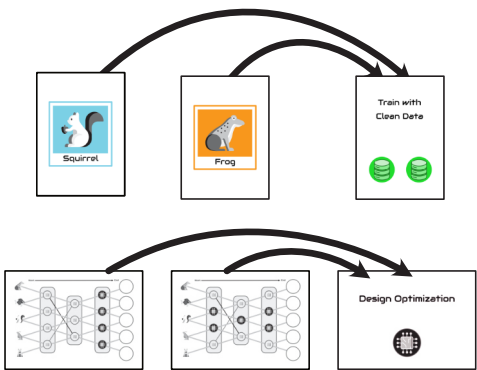 Squirrel
Frog
Train with
Clean Data
Design Optimization